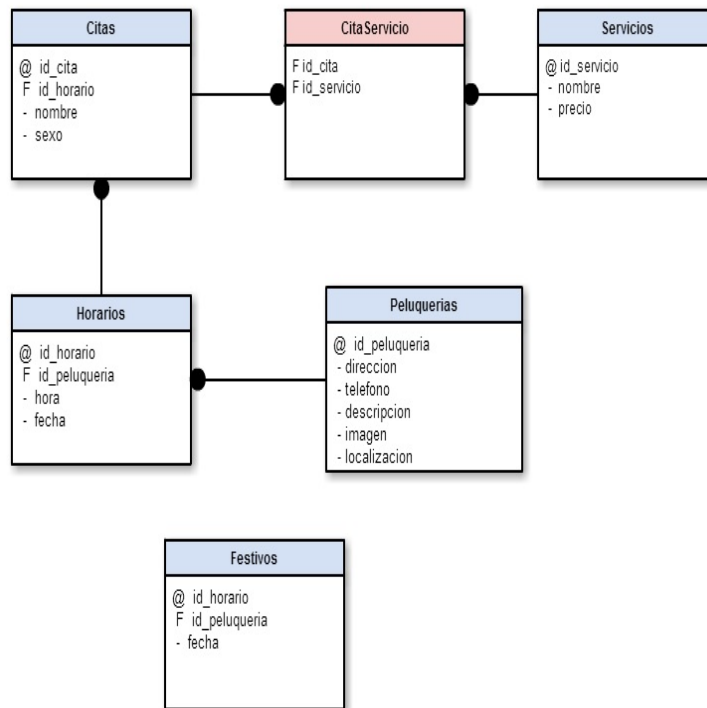 Citas
@ id_cita
F id_horario
- nombre
- sexo
CitaServicio
F id_cita
F id_servicio
Servicios
@ id_servicio
- nombre
- precio
Horarios
@ id_horario
F id_peluqueria
- hora
- fecha
Peluquerias
@ id_peluqueria
- direccion
- telefono
- descripcion
- imagen
- localizacion
Festivos
@ id_horario
F id_peluqueria
- fecha